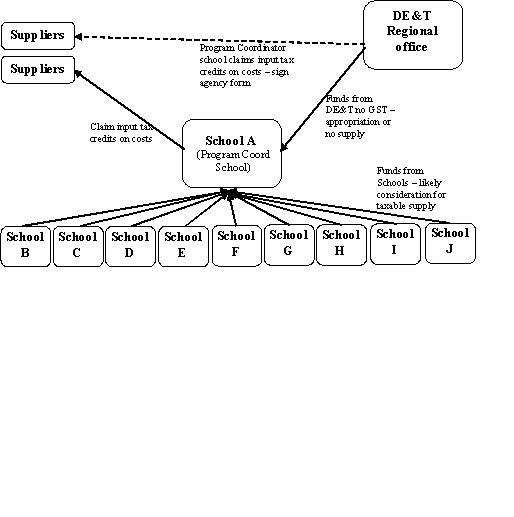 DE&T
Regional
office
Suppliers
Suppliers
Program Coordinator
school claims input tax
credits on costs – sign
agency form
Funds from
DE&T no GST –
appropriation or
no supply
Claim input tax
credits on costs
School A
(Program Coord
School)
Funds from
Schools – likely
consideration for
taxable supply
School
B
School
C
School
D
School
E
School
F
School
G
School
H
School
I
School
J